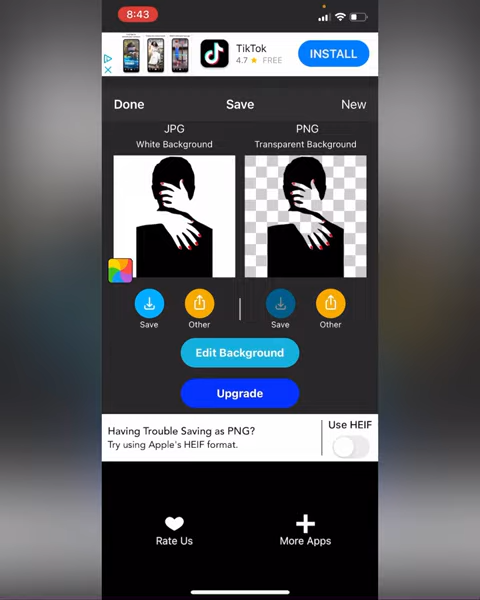 8:43
TikTok
4.7 FREE
INSTALL
Done
Save
New
JPG
White Background
PNG
Transparent Background
Save
Other
Save
Other
Edit Background
Upgrade
Having Trouble Saving as PNG?
Try using Apple's HEIF format.
Use HEIF
Rate Us
More Apps